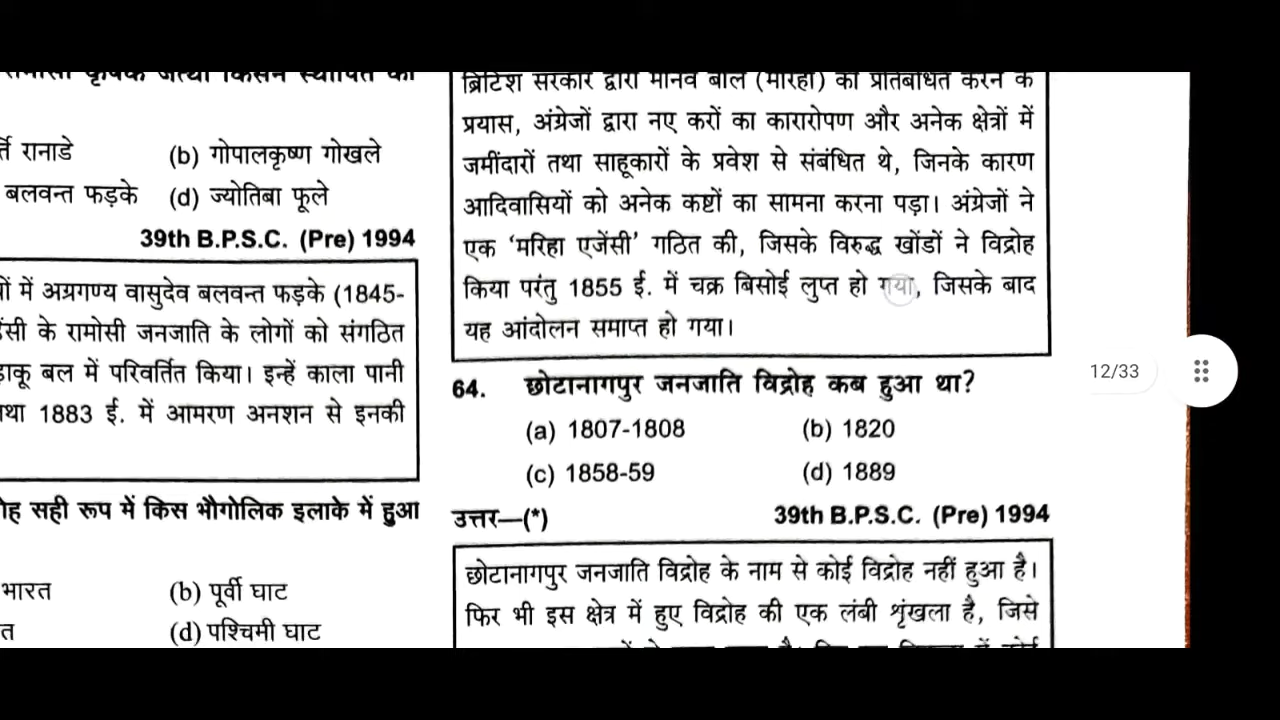 र्ति रानाडे
(b) गोपालकृष्ण गोखले
बलवन्त फड़के
(d) ज्योतिबा फूले
39th B.P.S.C. (Pre) 1994
में अग्रगण्य वासुदेव बलवन्त फड़के (1845-
के रामोसी जनजाति के लोगों को संगठित
बल में परिवर्तित किया। इन्हें काला पानी
1883 ई. में आमरण अनशन से इनकी
सही रूप में किस भौगोलिक इलाके में हुआ
भारत
(b) पूर्वी घाट
(d) पश्चिमी घाट
ब्रिटिश सरकार द्वारा मानव बलि (मरिहा) को प्रतिबंधित करने के
प्रयास, अंग्रेजों द्वारा नए करों का कारारोपण और अनेक क्षेत्रों में
जमींदारों तथा साहूकारों के प्रवेश से संबंधित थे, जिनके कारण
आदिवासियों को अनेक कष्टों का सामना करना पड़ा। अंग्रेजों ने
एक ‘मरिहा एजेंसी’ गठित की, जिसके विरुद्ध खोंडों ने विद्रोह
किया परंतु 1855 ई. में चक्र बिसोई लुप्त हो गया, जिसके बाद
यह आंदोलन समाप्त हो गया।
64. छोटानागपुर जनजाति विद्रोह कब हुआ था?
(a) 1807-1808 (b) 1820
(c) 1858-59 (d) 1889
उत्तर—(*) 39th B.P.S.C. (Pre) 1994
छोटानागपुर जनजाति विद्रोह के नाम से कोई विद्रोह नहीं हुआ है।
फिर भी इस क्षेत्र में हुए विद्रोह की एक लंबी शृंखला है, जिसे
12/33